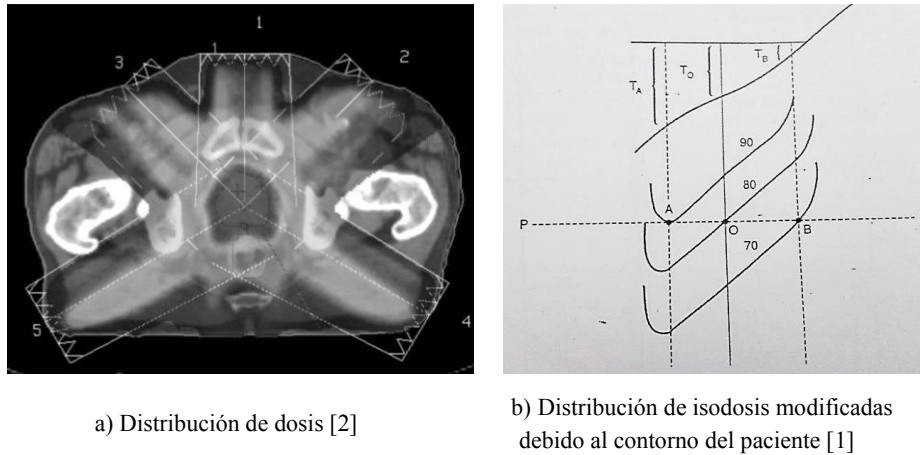 1
1
2
3
4
5
T_A
T_O
T_B
90
80
70
P
A
O
B
a) Distribución de dosis [2]
b) Distribución de isodosis modificadas
debido al contorno del paciente [1]